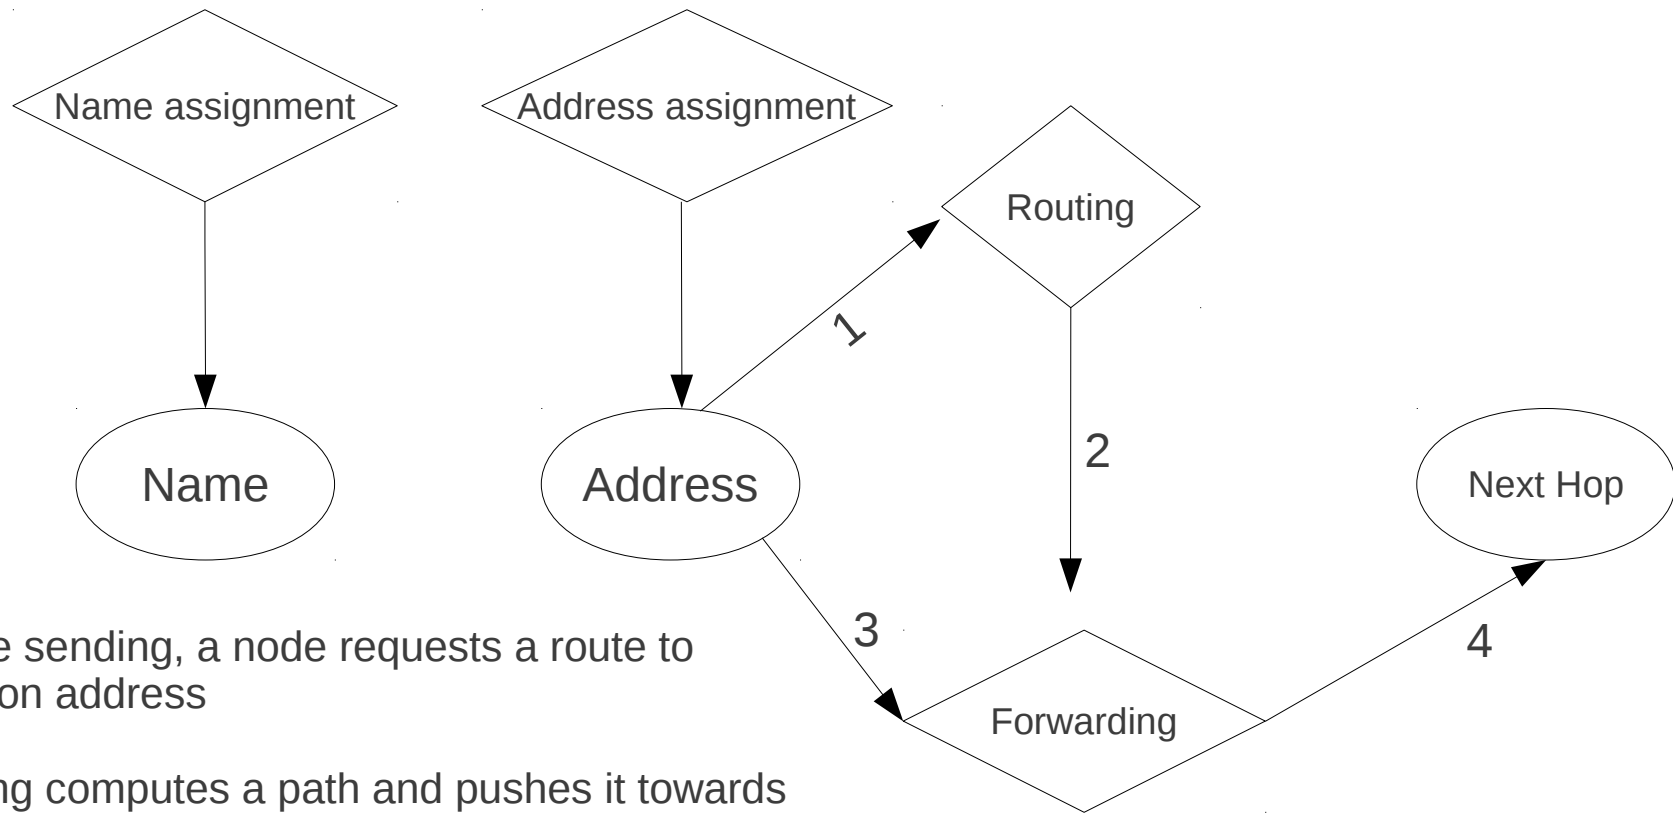 Name assignment
Address assignment
Routing
1
2
Name
Address
Next Hop
3
4
sending, a node requests a route to
address
Forwarding
computes a path and pushes it towards